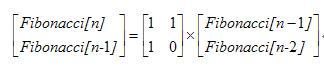 [Fibonacci[n]
Fibonacci[n-1]] = [1 1
1 0] × [Fibonacci[n-1]
Fibonacci[n-2]].